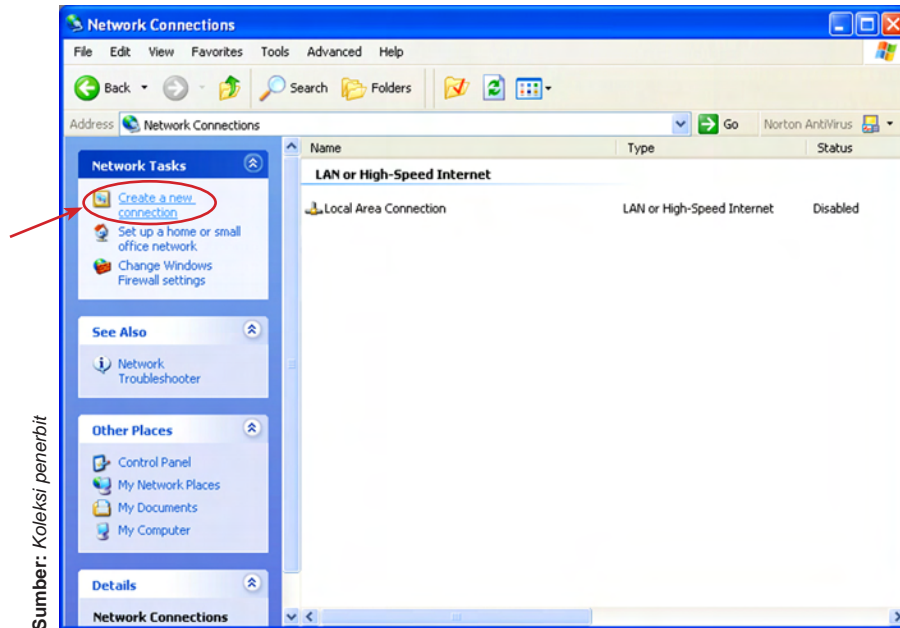 Network Connections
File Edit View Favorites Tools Advanced Help
Back Search Folders
Address Network Connections Go Norton AntiVirus
Network Tasks
Create a new
connection
Set up a home or small
office network
Change Windows
Firewall settings
See Also
Network
Troubleshooter
Other Places
Control Panel
My Network Places
My Documents
My Computer
Details
Network Connections
Name Type Status
LAN or High-Speed Internet
Local Area Connection LAN or High-Speed Internet Disabled
Sumber: Koleksi penerbit